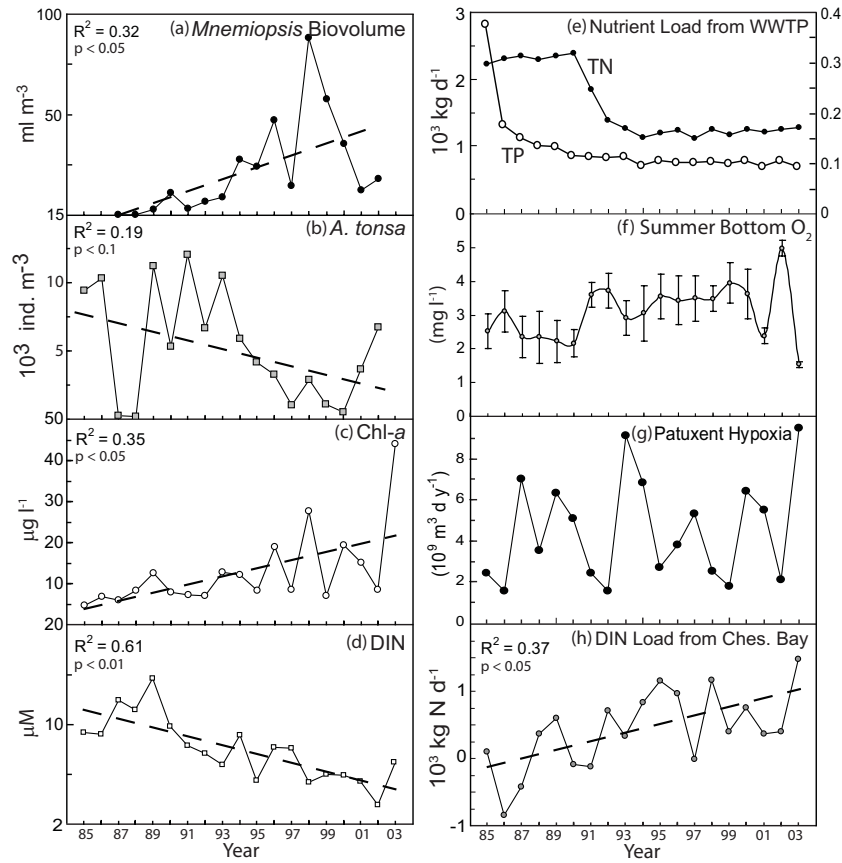 R² = 0.32
p < 0.05
(a) Mnemiopsis Biovolume
100
50
15
ml m-3
R² = 0.19
p < 0.1
(b) A. tonsa
10
5
50
10³ ind. m-3
R² = 0.35
p < 0.05
(c) Chl-a
40
30
20
10
20
µg l-1
R² = 0.61
p < 0.01
(d) DIN
10
2
µM
85 87 89 91 93 95 97 99 01 03
Year
(e) Nutrient Load from WWTP
3
2
1
0
10³ kg d-1
0.4
0.3
0.2
0.1
0
TN
TP
(f) Summer Bottom O₂
5
4
3
2
1
0
(mg l-1)
(g) Patuxent Hypoxia
8
6
4
2
0
(10⁹ m³ d y-1)
R² = 0.37
p < 0.05
(h) DIN Load from Ches. Bay
1
0
-1
10³ kg N d-1
85 87 89 91 93 95 97 99 01 03
Year